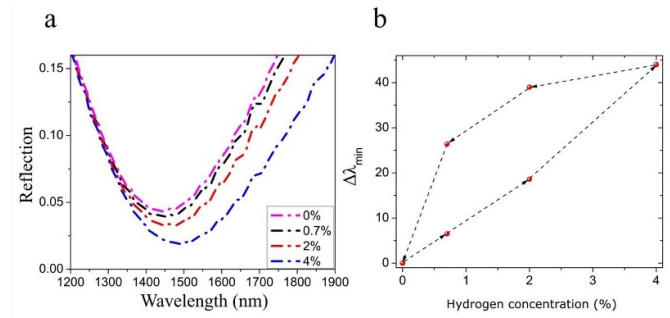 a
b
0.15
0.10
0.05
0.00
Reflection
0%
0.7%
2%
4%
1200 1300 1400 1500 1600 1700 1800 1900
Wavelength (nm)
40
30
20
10
0
Δλmin
0 1 2 3 4
Hydrogen concentration (%)